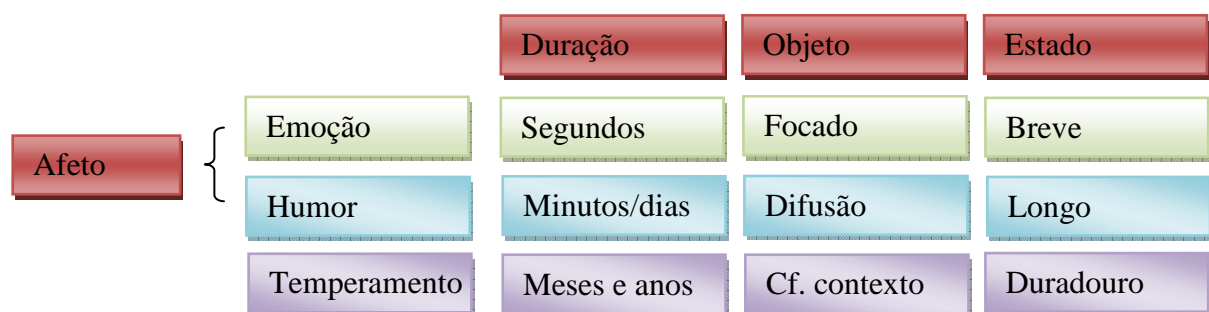 Duração Objeto Estado
Emoção Segundos Focado Breve
Afeto
Humor Minutos/dias Difusão Longo
Temperamento Meses e anos Cf. contexto Duradouro